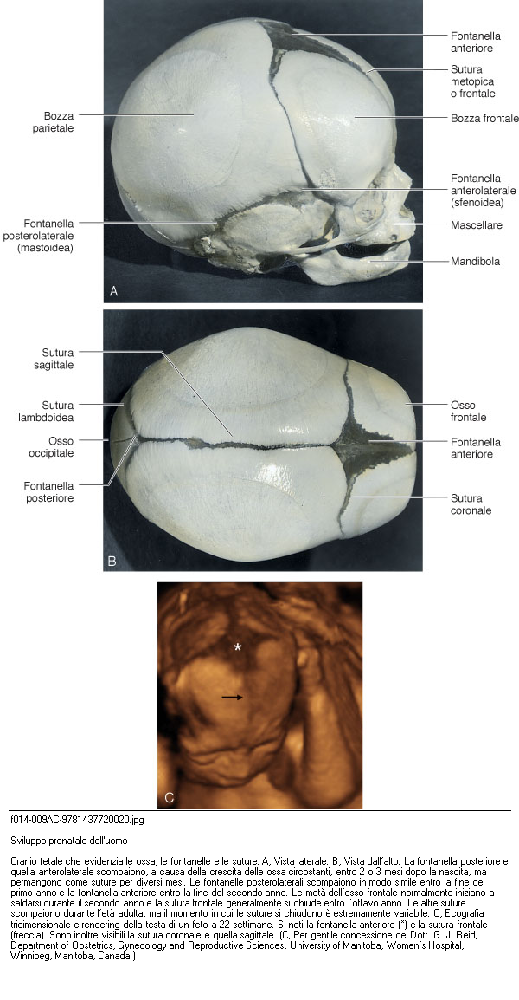 Fontanella
anteriore
Sutura
metopica
o frontale
Bozza
parietale
Bozza frontale
Fontanella
anterolaterale
(sfenoidea)
Fontanella
posterolaterale
(mastoidea)
Mascellare
Mandibola
A
Sutura
sagittale
Sutura
lambdoidea
Osso
frontale
Osso
occipitale
Fontanella
anteriore
Fontanella
posteriore
Sutura
coronale
B
*
C
f014-009AC-9781437720020.jpg
Sviluppo prenatale dell'uomo
Cranio fetale che evidenzia le ossa, le fontanelle e le suture. A, Vista laterale. B, Vista dall´alto. La fontanella posteriore e
quella anterolaterale scompaiono, a causa della crescita delle ossa circostanti, entro 2 o 3 mesi dopo la nascita, ma
permangono come suture per diversi mesi. Le fontanelle posterolaterali scompaiono in modo simile entro la fine del
primo anno e la fontanella anteriore entro la fine del secondo anno. Le metà dell´osso frontale normalmente iniziano a
saldarsi durante il secondo anno e la sutura frontale generalmente si chiude entro l´ottavo anno. Le altre suture
scompaiono durante l´età adulta, ma il momento in cui le suture si chiudono è estremamente variabile. C, Ecografia
tridimensionale e rendering della testa di un feto a 22 settimane. Si noti la fontanella anteriore (*) e la sutura frontale
(freccia). Sono inoltre visibili la sutura coronale e quella sagittale. (C, Per gentile concessione del Dott. G. J. Reid,
Department of Obstetrics, Gynecology and Reproductive Sciences, University of Manitoba, Women´s Hospital,
Winnipeg, Manitoba, Canada.)